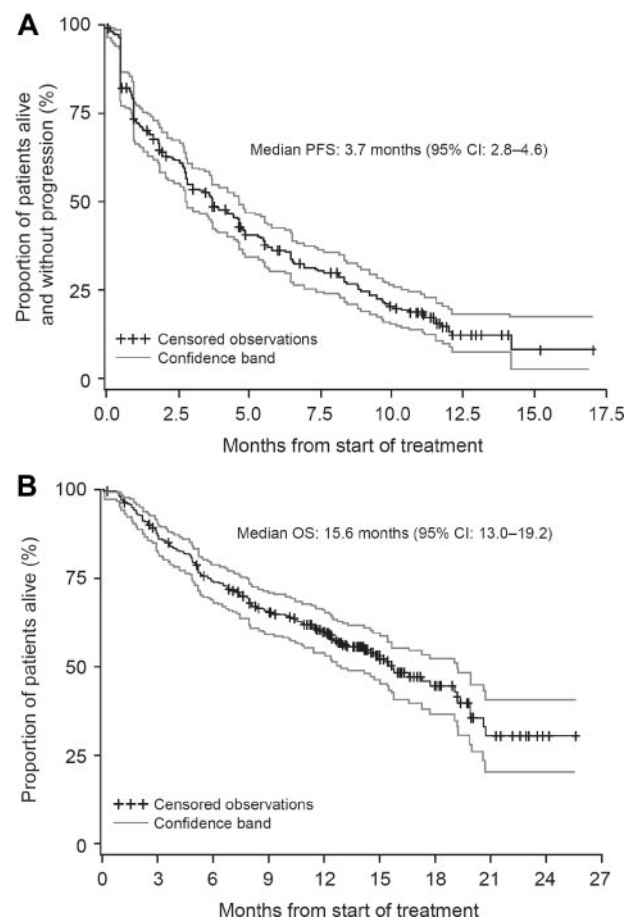 A
100
75
50
25
0
Proportion of patients alive
and without progression (%)
Median PFS: 3.7 months (95% CI: 2.8–4.6)
Censored observations
Confidence band
0.0 2.5 5.0 7.5 10.0 12.5 15.0 17.5
Months from start of treatment
B
100
75
50
25
0
Proportion of patients alive (%)
Median OS: 15.6 months (95% CI: 13.0–19.2)
Censored observations
Confidence band
0 3 6 9 12 15 18 21 24 27
Months from start of treatment